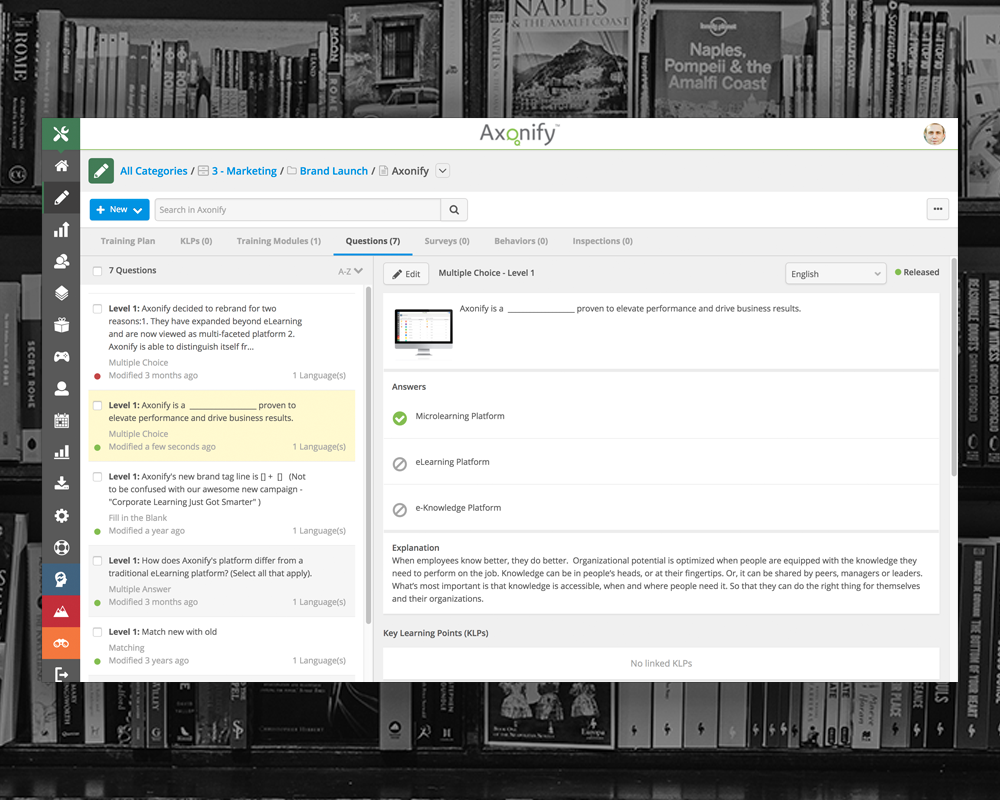 ROME
NAPLES
& THE AMALFI COAST
Naples,
Pompeii & the
Amalfi Coast
Axonify™
All Categories / 3 - Marketing / Brand Launch / Axonify
+ New
Search in Axonify
Training Plan KLPs (0) Training Modules (1) Questions (7) Surveys (0) Behaviors (0) Inspections (0)
7 Questions
A-Z
Level 1: Axonify decided to rebrand for two
reasons:1. They have expanded beyond eLearning
and are now viewed as multi-faceted platform 2.
Axonify is able to distinguish itself fr...
Multiple Choice
Modified 3 months ago 1 Language(s)
Level 1: Axonify is a ________________ proven to
elevate performance and drive business results.
Multiple Choice
Modified a few seconds ago 1 Language(s)
Level 1: Axonify's new brand tag line is [] + [] (Not
to be confused with our awesome new campaign -
"Corporate Learning Just Got Smarter" )
Fill in the Blank
Modified a year ago 1 Language(s)
Level 1: How does Axonify's platform differ from a
traditional eLearning platform? (Select all that apply).
Multiple Answer
Modified 3 months ago 1 Language(s)
Level 1: Match new with old
Matching
Modified 3 years ago 1 Language(s)
Edit
Multiple Choice - Level 1
English
Released
Axonify is a ________________ proven to elevate performance and drive business results.
Answers
Microlearning Platform
eLearning Platform
e-Knowledge Platform
Explanation
When employees know better, they do better. Organizational potential is optimized when people are equipped with the knowledge they
need to perform on the job. Knowledge can be in people's heads, or at their fingertips. Or, it can be shared by peers, managers or leaders.
What's most important is that knowledge is accessible, when and where people need it. So that they can do the right thing for themselves
and their organizations.
Key Learning Points (KLPs)
No linked KLPs
SECRET ROME
REASONABLE DOUBTS
INVOLUNTARY WITNESS
THE BOTTOM OF YOUR HEART